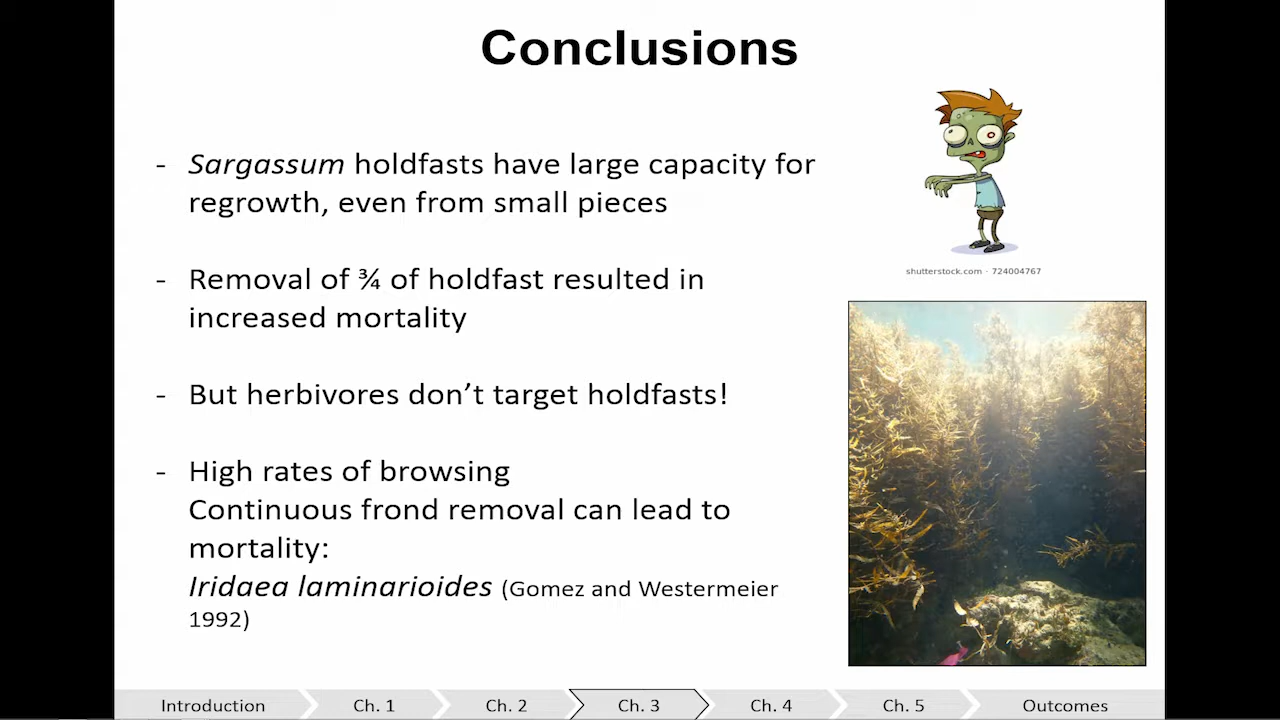 Conclusions
- Sargassum holdfasts have large capacity for
regrowth, even from small pieces
- Removal of ¾ of holdfast resulted in
increased mortality
- But herbivores don’t target holdfasts!
- High rates of browsing
Continuous frond removal can lead to
mortality:
Iridaea laminarioides (Gomez and Westermeier
1992)
shutterstock.com · 724004767
Introduction
Ch. 1
Ch. 2
Ch. 3
Ch. 4
Ch. 5
Outcomes